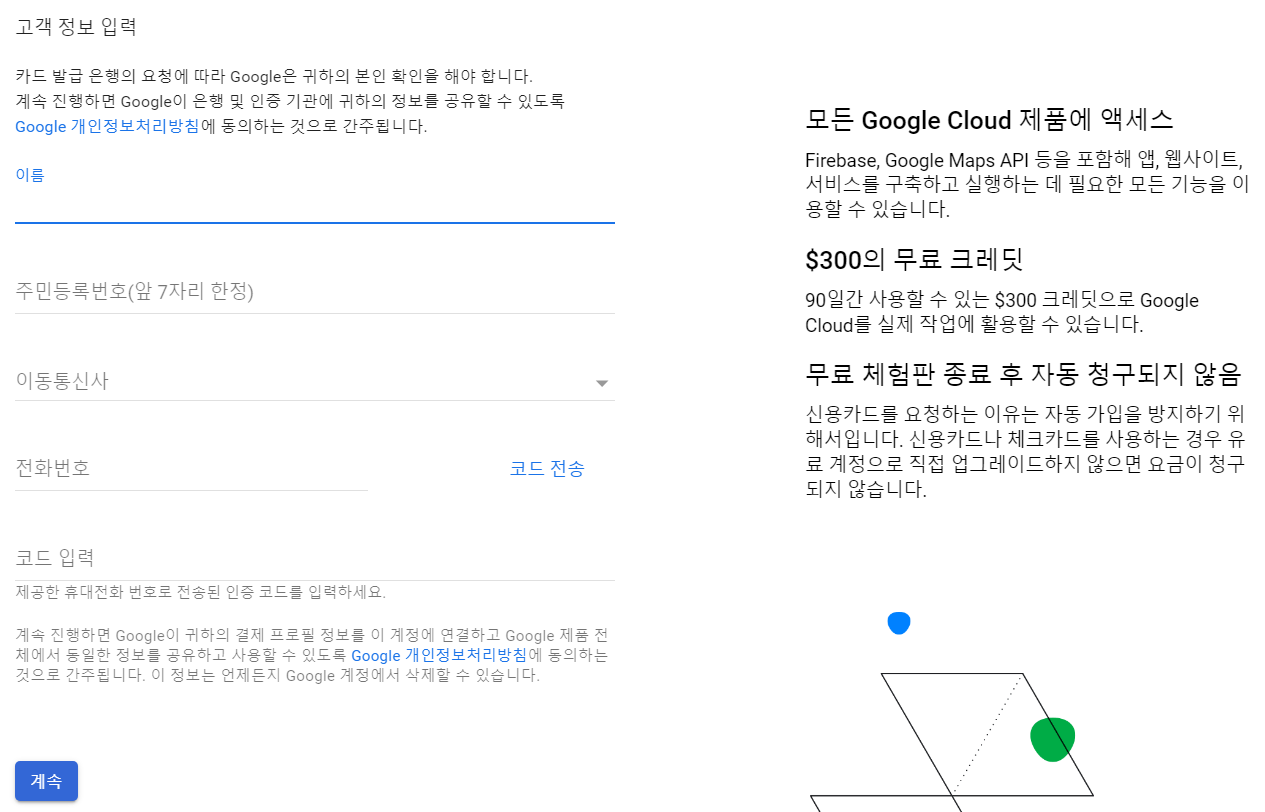 고객 정보 입력
카드 발급 은행의 요청에 따라 Google은 귀하의 본인 확인을 해야 합니다.
계속 진행하면 Google이 은행 및 인증 기관에 귀하의 정보를 공유할 수 있도록
Google 개인정보처리방침에 동의하는 것으로 간주됩니다.
이름
주민등록번호(앞 7자리 한정)
이동통신사
전화번호
코드 전송
코드 입력
제공한 휴대전화 번호로 전송된 인증 코드를 입력하세요.
계속 진행하면 Google이 귀하의 결제 프로필 정보를 이 계정에 연결하고 Google 제품 전
체에서 동일한 정보를 공유하고 사용할 수 있도록 Google 개인정보처리방침에 동의하는
것으로 간주됩니다. 이 정보는 언제든지 Google 계정에서 삭제할 수 있습니다.
계속
모든 Google Cloud 제품에 액세스
Firebase, Google Maps API 등을 포함해 앱, 웹사이트,
서비스를 구축하고 실행하는 데 필요한 모든 기능을 이
용할 수 있습니다.
$300의 무료 크레딧
90일간 사용할 수 있는 $300 크레딧으로 Google
Cloud를 실제 작업에 활용할 수 있습니다.
무료 체험판 종료 후 자동 청구되지 않음
신용카드를 요청하는 이유는 자동 가입을 방지하기 위
해서입니다. 신용카드나 체크카드를 사용하는 경우 유
료 계정으로 직접 업그레이드하지 않으면 요금이 청구
되지 않습니다.